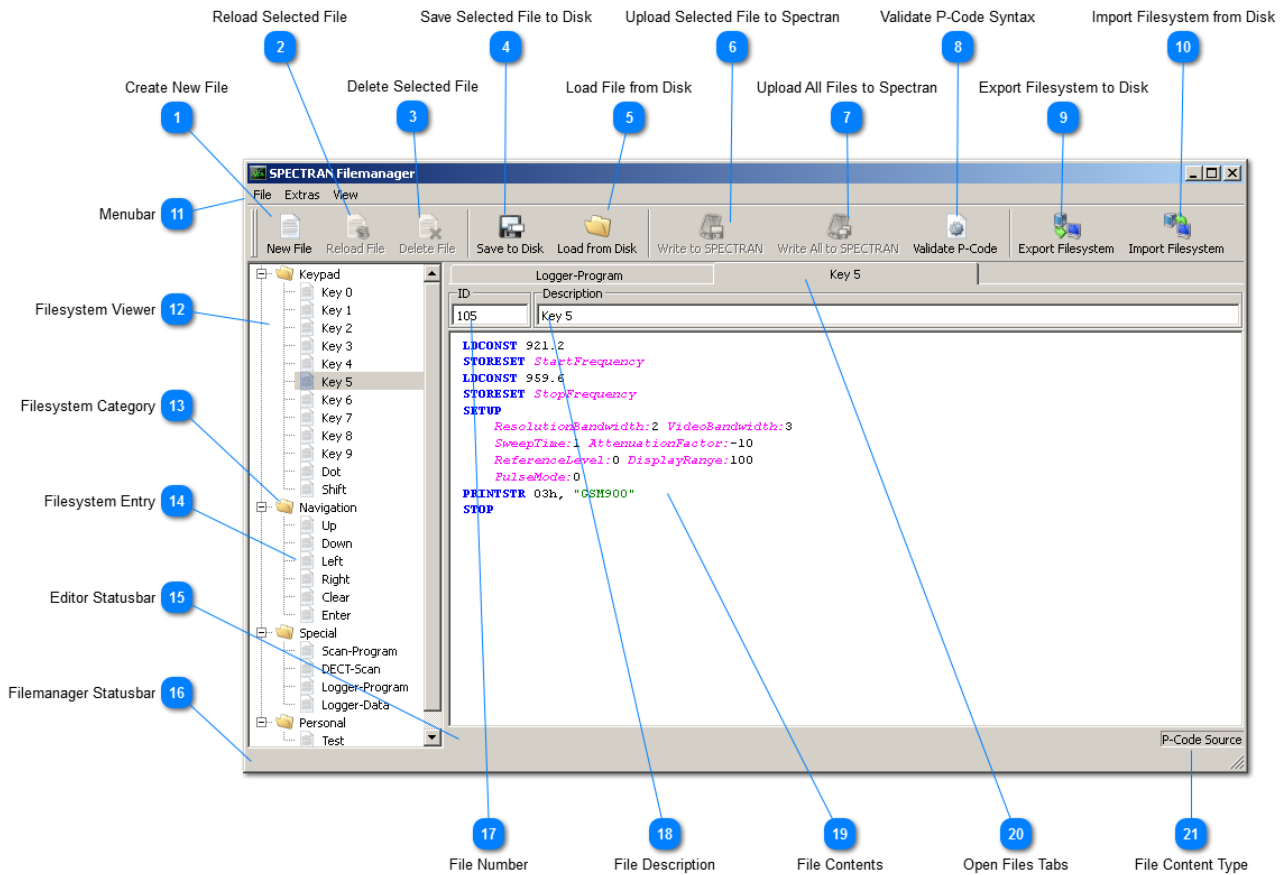 Reload Selected File
Save Selected File to Disk
Upload Selected File to Spectran
Validate P-Code Syntax
Import Filesystem from Disk
2
4
6
8
10
Create New File
Delete Selected File
Load File from Disk
Upload All Files to Spectran
Export Filesystem to Disk
1
3
5
7
9
SPECTRAN Filemanager
File Extras View
Menubar 11
New File Reload File Delete File Save to Disk Load from Disk Write to SPECTRAN Write All to SPECTRAN Validate P-Code Export Filesystem Import Filesystem
Filesystem Viewer 12
Filesystem Category 13
Filesystem Entry 14
Editor Statusbar 15
Filemanager Statusbar 16
Keypad
Key 0
Key 1
Key 2
Key 3
Key 4
Key 5
Key 6
Key 7
Key 8
Key 9
Dot
Shift
Navigation
Up
Down
Left
Right
Clear
Enter
Special
Scan-Program
DECT-Scan
Logger-Program
Logger-Data
Personal
Test
Logger-Program Key 5
ID Description
105 Key 5
LDCONST 921.2
STORESET StartFrequency
LDCONST 959.6
STORESET StopFrequency
SETUP
ResolutionBandwidth:2 VideoBandwidth:3
SweepTime:1 AttenuationFactor:-10
ReferenceLevel:0 DisplayRange:100
PulseMode:0
PRINTSTR 03h, "GSM900"
STOP
P-Code Source
17
18
19
20
21
File Number
File Description
File Contents
Open Files Tabs
File Content Type